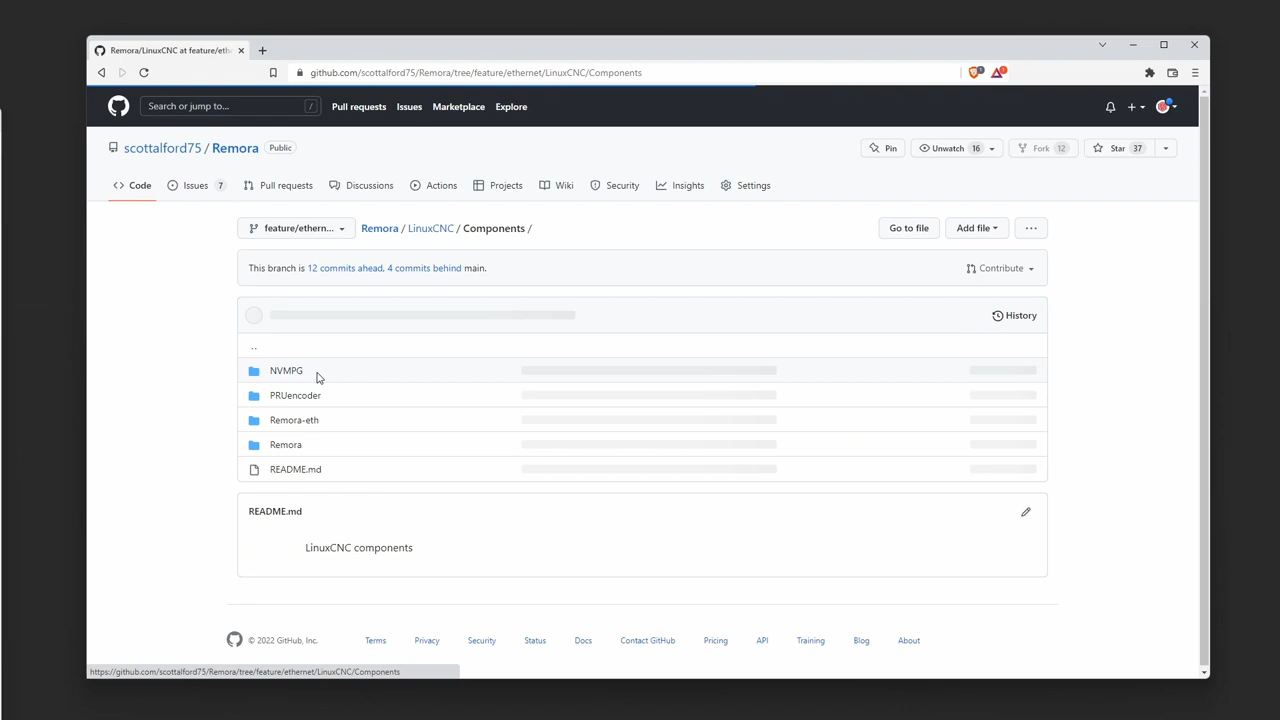 Remora/LinuxCNC at feature/eth
github.com/scottalford75/Remora/tree/feature/ethernet/LinuxCNC/Components
1
1
Search or jump to...
/
Pull requests
Issues
Marketplace
Explore
scottalford75 / Remora
Public
Pin
Unwatch 16
Fork 12
Star 37
Code
Issues 7
Pull requests
Discussions
Actions
Projects
Wiki
Security
Insights
Settings
feature/ethern...
Remora / LinuxCNC / Components /
Go to file
Add file
...
This branch is 12 commits ahead, 4 commits behind main.
Contribute
History
..
NVMPG
PRUencoder
Remora-eth
Remora
README.md
README.md
LinuxCNC components
© 2022 GitHub, Inc.
Terms
Privacy
Security
Status
Docs
Contact GitHub
Pricing
API
Training
Blog
About
https://github.com/scottalford75/Remora/tree/feature/ethernet/LinuxCNC/Components